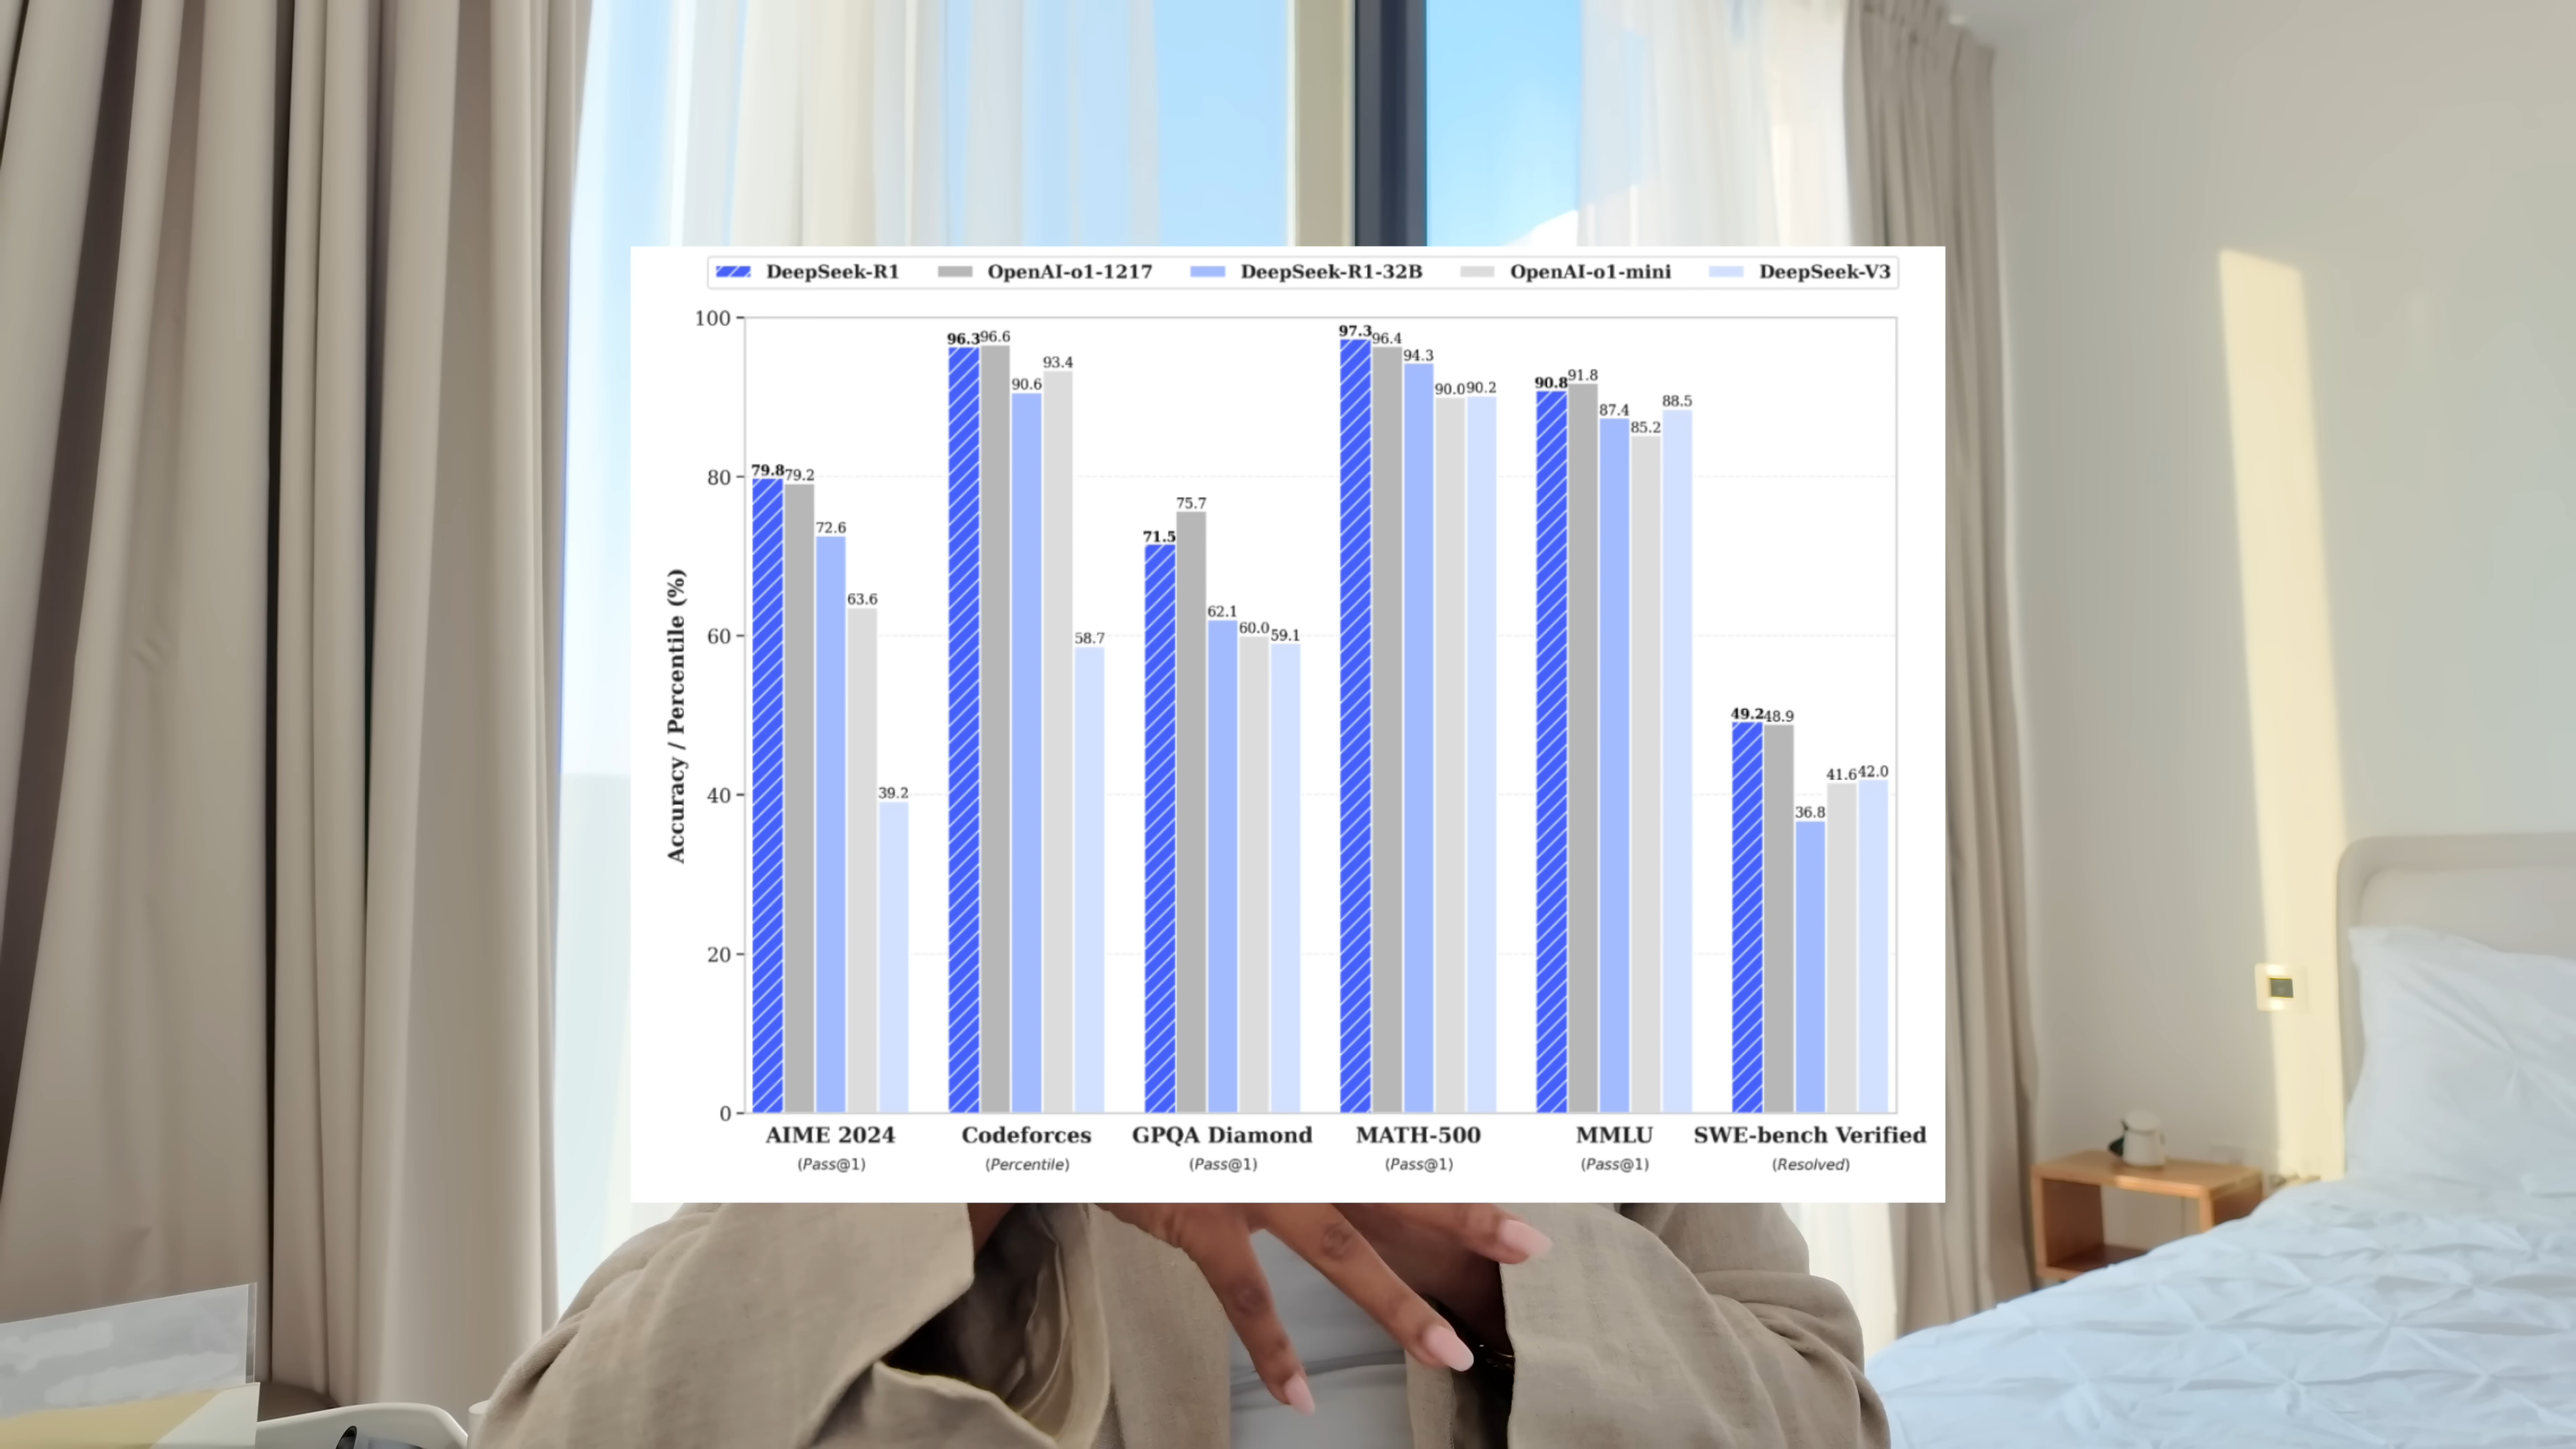 DeepSeek-R1 OpenAI-o1-1217 DeepSeek-R1-32B OpenAI-o1-mini DeepSeek-V3
Accuracy / Percentile (%)
100
80
60
40
20
0
79.8 79.2 72.6 63.6 39.2
96.3 96.6 90.6 93.4 58.7
71.5 75.7 62.1 60.0 59.1
97.3 96.4 94.3 90.0 90.2
90.8 91.8 87.4 85.2 88.5
49.2 48.9 36.8 41.6 42.0
AIME 2024 Codeforces GPQA Diamond MATH-500 MMLU SWE-bench Verified
(Pass@1) (Percentile) (Pass@1) (Pass@1) (Pass@1) (Resolved)